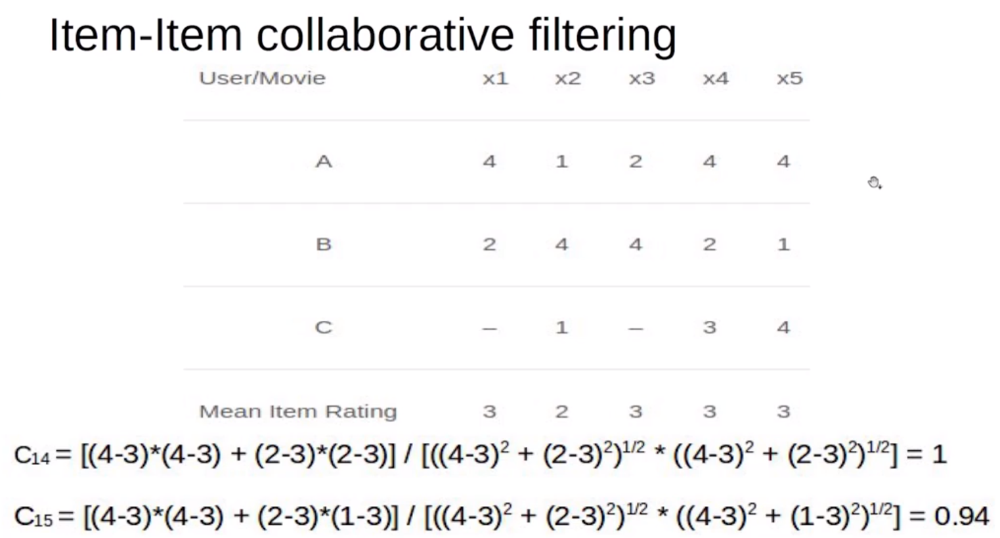 Item-Item collaborative filtering
User/Movie x1 x2 x3 x4 x5
A 4 1 2 4 4
B 2 4 4 2 1
C – 1 – 3 4
Mean Item Rating 3 2 3 3 3
C₁₄ = [(4-3)*(4-3) + (2-3)*(2-3)] / [((4-3)² + (2-3)²)¹/² * ((4-3)² + (2-3)²)¹/²] = 1
C₁₅ = [(4-3)*(4-3) + (2-3)*(1-3)] / [((4-3)² + (2-3)²)¹/² * ((4-3)² + (1-3)²)¹/²] = 0.94